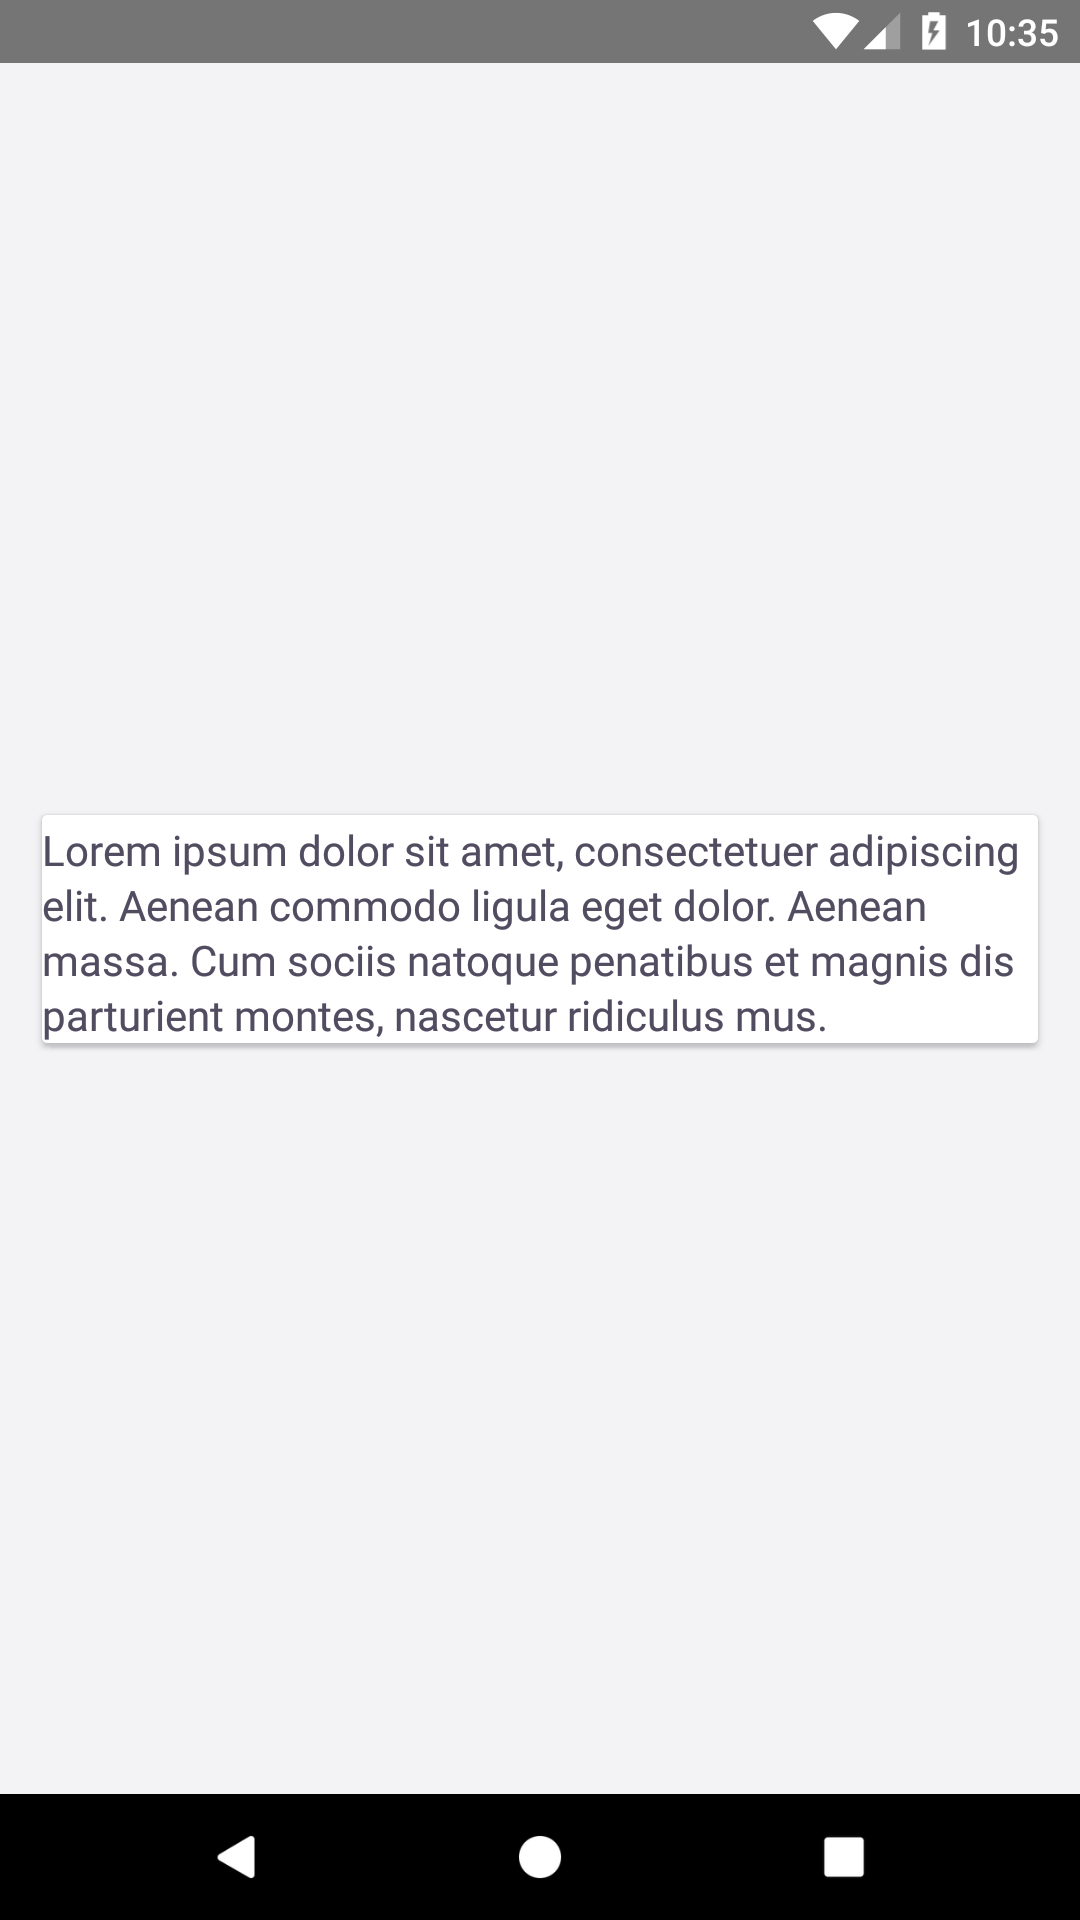 10:35
Lorem ipsum dolor sit amet, consectetuer adipiscing
elit. Aenean commodo ligula eget dolor. Aenean
massa. Cum sociis natoque penatibus et magnis dis
parturient montes, nascetur ridiculus mus.